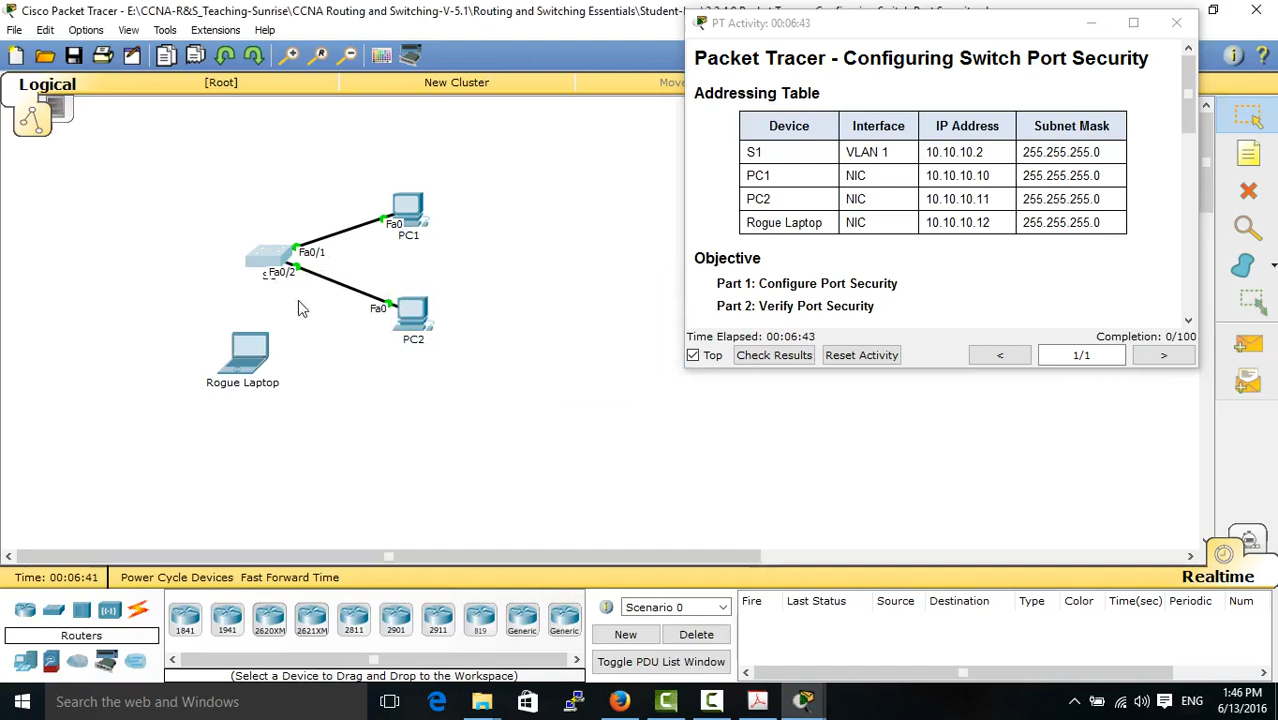 Cisco Packet Tracer - E:\CCNA-R&S_Teaching-Sunrise\CCNA Routing and Switching-V-5.1\Routing and Switching Essentials\Student-
File Edit Options View Tools Extensions Help
Logical [Root] New Cluster Move
Fa0
PC1
Fa0/1
Fa0/2
Fa0
PC2
Rogue Laptop
PT Activity: 00:06:43
Packet Tracer - Configuring Switch Port Security
Addressing Table
Device Interface IP Address Subnet Mask
S1 VLAN 1 10.10.10.2 255.255.255.0
PC1 NIC 10.10.10.10 255.255.255.0
PC2 NIC 10.10.10.11 255.255.255.0
Rogue Laptop NIC 10.10.10.12 255.255.255.0
Objective
Part 1: Configure Port Security
Part 2: Verify Port Security
Time Elapsed: 00:06:43 Completion: 0/100
Top Check Results Reset Activity < 1/1 >
Time: 00:06:41 Power Cycle Devices Fast Forward Time Realtime
Routers
1841 1941 2620XM 2621XM 2811 2901 2911 819 Generic Generic
(Select a Device to Drag and Drop to the Workspace)
Scenario 0
New Delete
Toggle PDU List Window
Fire Last Status Source Destination Type Color Time(sec) Periodic Num
Search the web and Windows
ENG
1:46 PM
6/13/2016